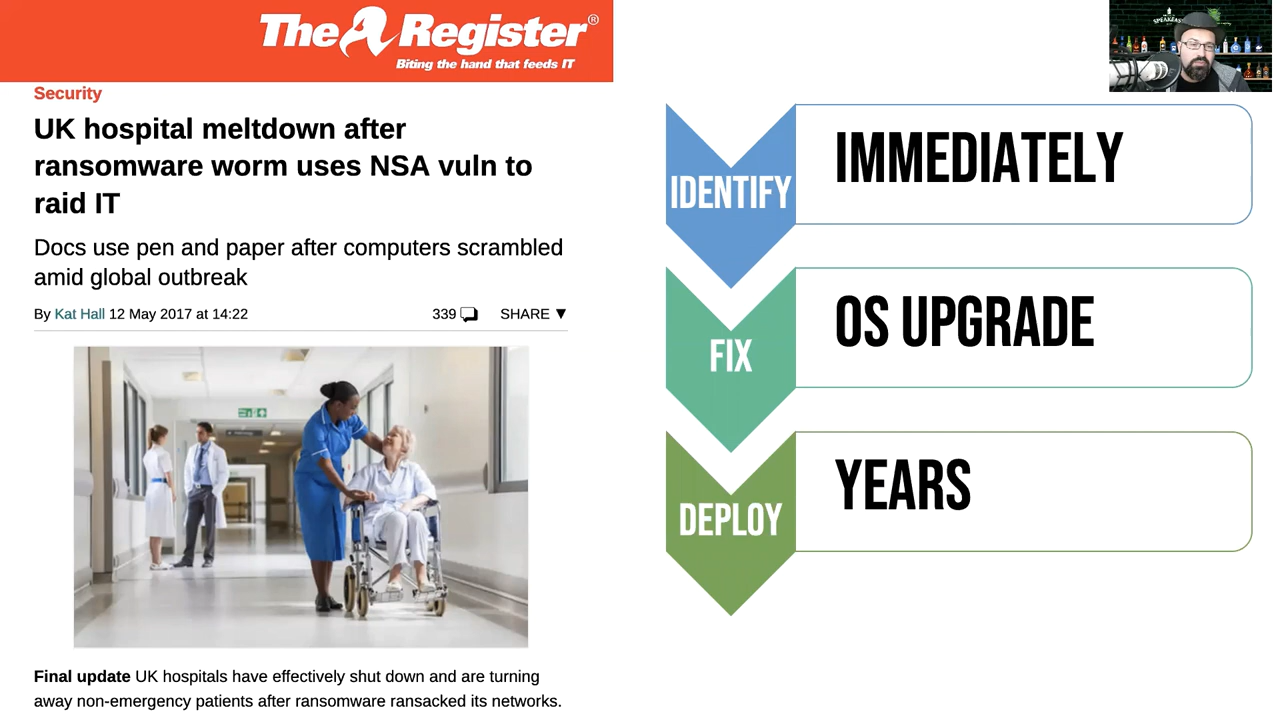 The Register®
Biting the hand that feeds IT
Security
UK hospital meltdown after
ransomware worm uses NSA vuln to
raid IT
Docs use pen and paper after computers scrambled
amid global outbreak
By Kat Hall 12 May 2017 at 14:22
339
SHARE ▼
Final update UK hospitals have effectively shut down and are turning
away non-emergency patients after ransomware ransacked its networks.
SPEAKEASY
IDENTIFY
IMMEDIATELY
FIX
OS UPGRADE
DEPLOY
YEARS